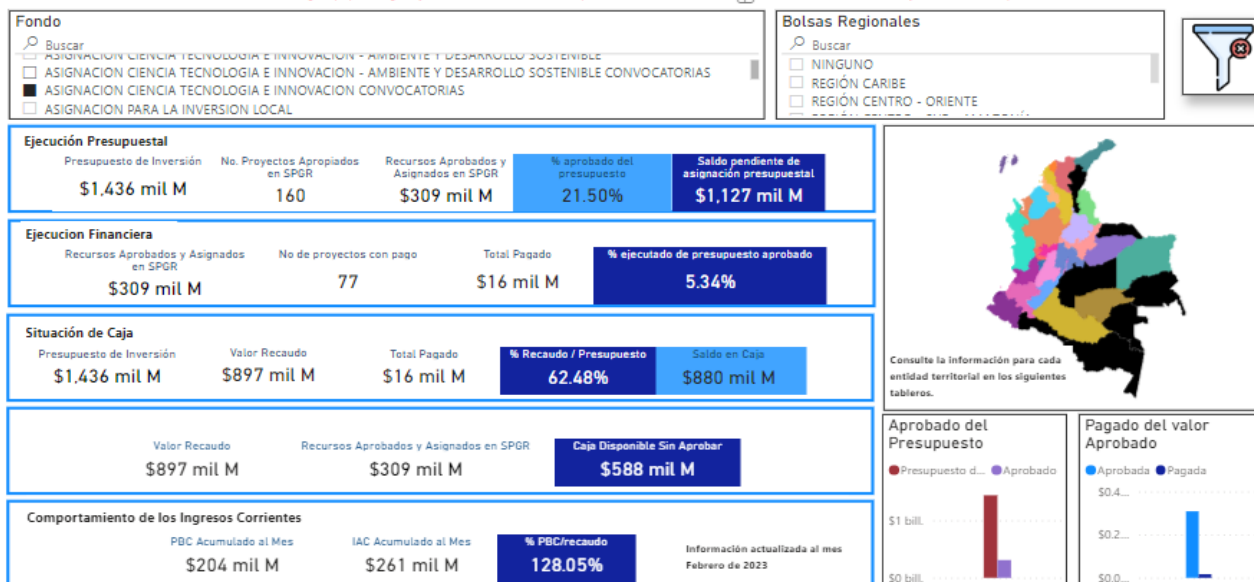 Fondo
Buscar
ASIGNACION CIENCIA TECNOLOGIA E INNOVACION - AMBIENTE Y DESARROLLO SOSTENIBLE
ASIGNACION CIENCIA TECNOLOGIA E INNOVACION - AMBIENTE Y DESARROLLO SOSTENIBLE CONVOCATORIAS
ASIGNACION CIENCIA TECNOLOGIA E INNOVACION CONVOCATORIAS
ASIGNACION PARA LA INVERSION LOCAL
Bolsas Regionales
Buscar
NINGUNO
REGIÓN CARIBE
REGIÓN CENTRO - ORIENTE
Ejecución Presupuestal
Presupuesto de Inversión
$1,436 mil M
No. Proyectos Apropiados
en SPGR
160
Recursos Aprobados y
Asignados en SPGR
$309 mil M
% aprobado del
presupuesto
21.50%
Saldo pendiente de
asignación presupuestal
$1,127 mil M
Ejecucion Financiera
Recursos Aprobados y Asignados
en SPGR
$309 mil M
No de proyectos con pago
77
Total Pagado
$16 mil M
% ejecutado de presupuesto aprobado
5.34%
Situación de Caja
Presupuesto de Inversión
$1,436 mil M
Valor Recaudo
$897 mil M
Total Pagado
$16 mil M
% Recaudo / Presupuesto
62.48%
Saldo en Caja
$880 mil M
Valor Recaudo
$897 mil M
Recursos Aprobados y Asignados en SPGR
$309 mil M
Caja Disponible Sin Aprobar
$588 mil M
Comportamiento de los Ingresos Corrientes
PBC Acumulado al Mes
$204 mil M
IAC Acumulado al Mes
$261 mil M
% PBC/recaudo
128.05%
Información actualizada al mes
Febrero de 2023
Consulte la información para cada
entidad territorial en los siguientes
tableros.
Aprobado del
Presupuesto
Presupuesto d... Aprobado
$1 bill.
$0 bill.
Pagado del valor
Aprobado
Aprobada Pagada
$0.4...
$0.2...
$0.0...